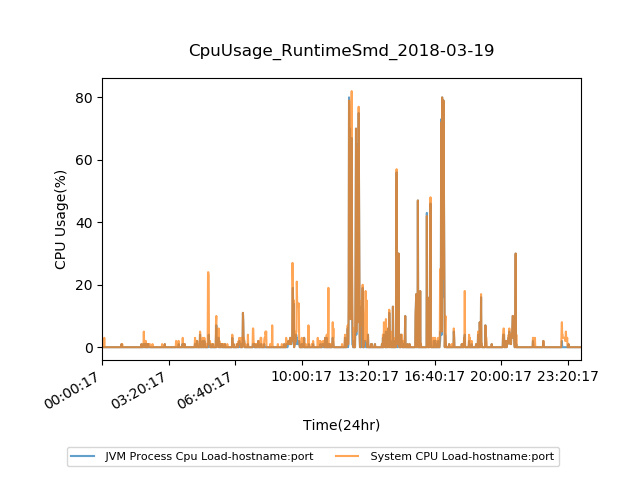 CpuUsage_RuntimeSmd_2018-03-19
CPU Usage(%)
80
60
40
20
0
00:00:17 03:20:17 06:40:17 10:00:17 13:20:17 16:40:17 20:00:17 23:20:17
Time(24hr)
JVM Process Cpu Load-hostname:port System CPU Load-hostname:port